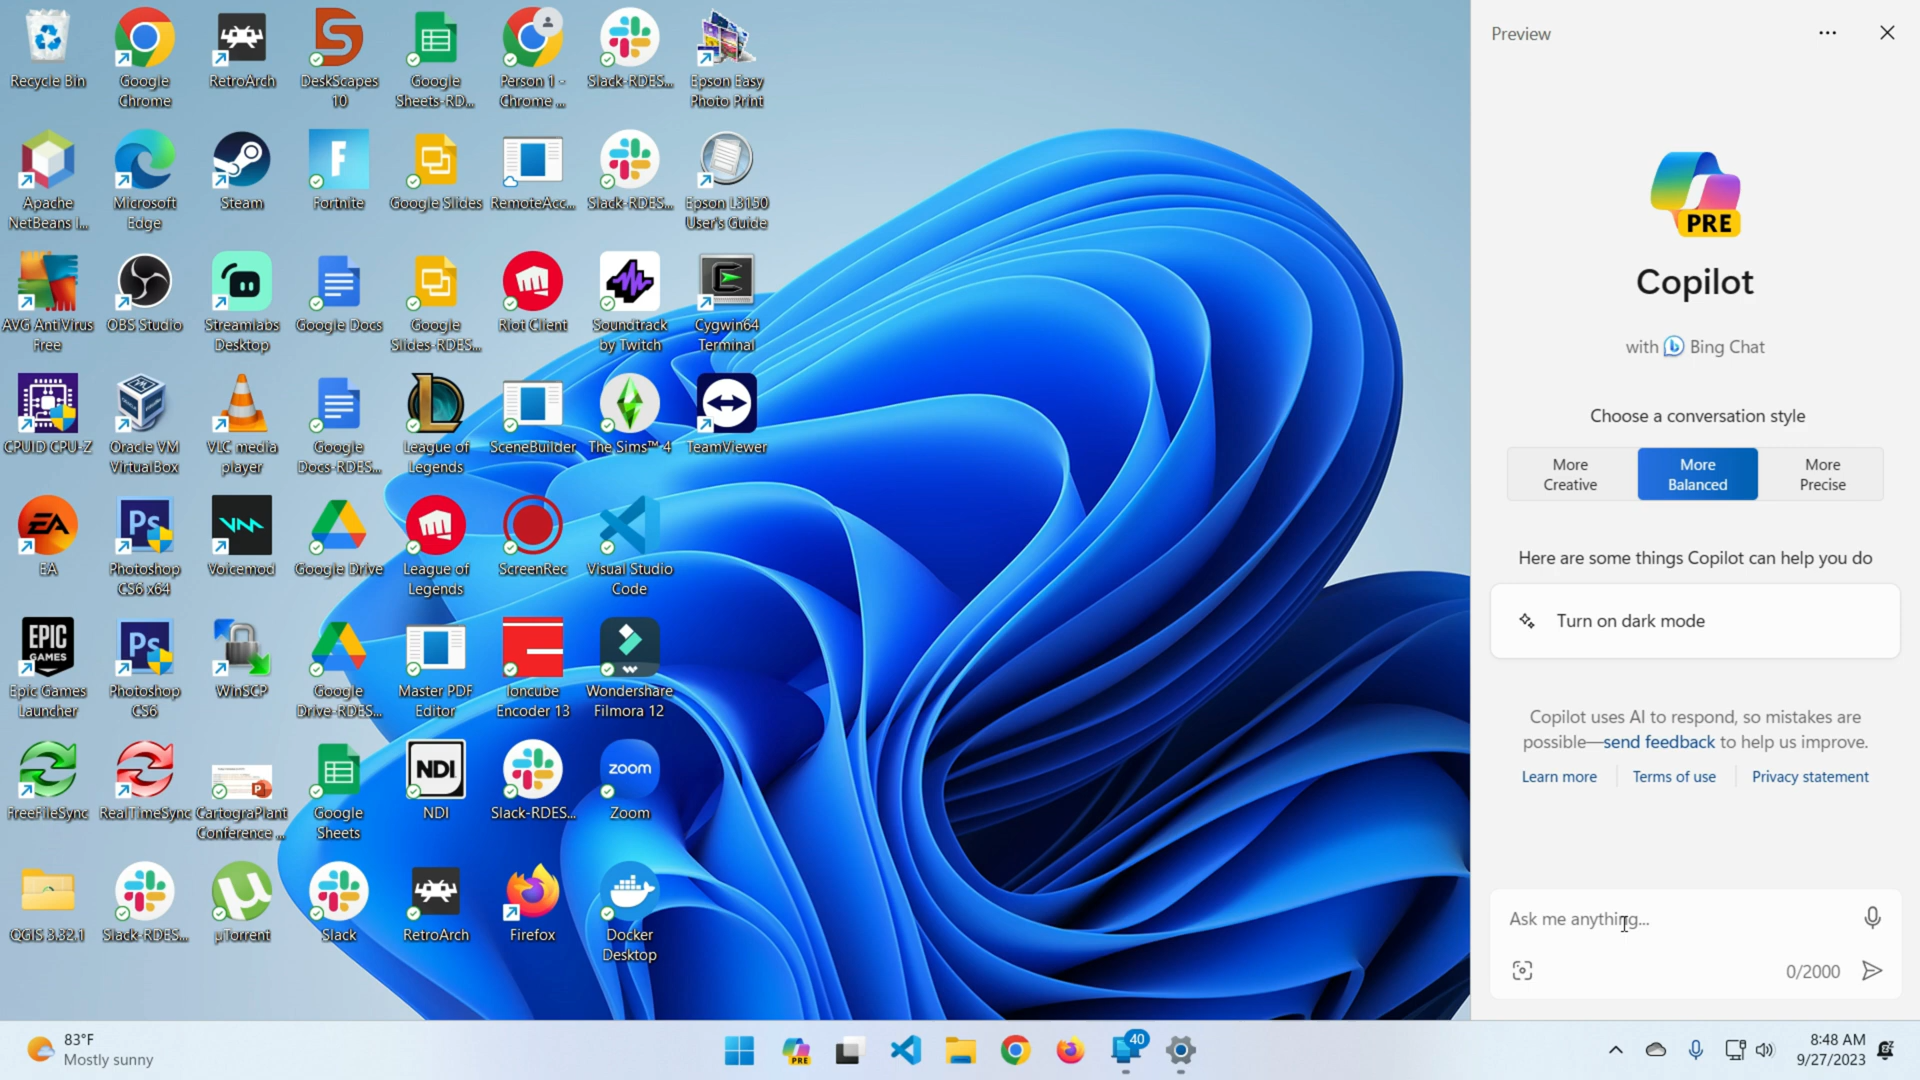 Recycle Bin
Google
Chrome
RetroArch
DeskScapes
10
Google
Sheets-RD...
Person 1 -
Chrome ...
Slack-RDES...
Epson Easy
Photo Print
Apache
NetBeans I...
Microsoft
Edge
Steam
F
Fortnite
Google Slides
RemoteAcc...
Slack-RDES...
Epson L3150
User's Guide
AVG AntiVirus
Free
OBS Studio
Streamlabs
Desktop
Google Docs
Google
Slides-RDES...
Riot Client
Soundtrack
by Twitch
Cygwin64
Terminal
CPUID CPU-Z
Oracle VM
VirtualBox
VLC media
player
Google
Docs-RDES...
League of
Legends
SceneBuilder
The Sims™ 4
TeamViewer
EA
EA
Ps
Photoshop
CS6 x64
Voicemod
Google Drive
League of
Legends
ScreenRec
Visual Studio
Code
EPIC
GAMES
Epic Games
Launcher
Ps
Photoshop
CS6
WinSCP
Google
Drive-RDES...
Master PDF
Editor
Ioncube
Encoder 13
Wondershare
Filmora 12
FreeFileSync
RealTimeSync
CartograPlant
Conference ...
Google
Sheets
NDI
NDI
Slack-RDES...
zoom
Zoom
QGIS 3.32.1
Slack-RDES...
µTorrent
Slack
RetroArch
Firefox
Docker
Desktop
Preview
PRE
Copilot
with Bing Chat
Choose a conversation style
More
Creative
More
Balanced
More
Precise
Here are some things Copilot can help you do
Turn on dark mode
Copilot uses AI to respond, so mistakes are
possible—send feedback to help us improve.
Learn more
Terms of use
Privacy statement
Ask me anything...
0/2000
83°F
Mostly sunny
PRE
40
8:48 AM
9/27/2023